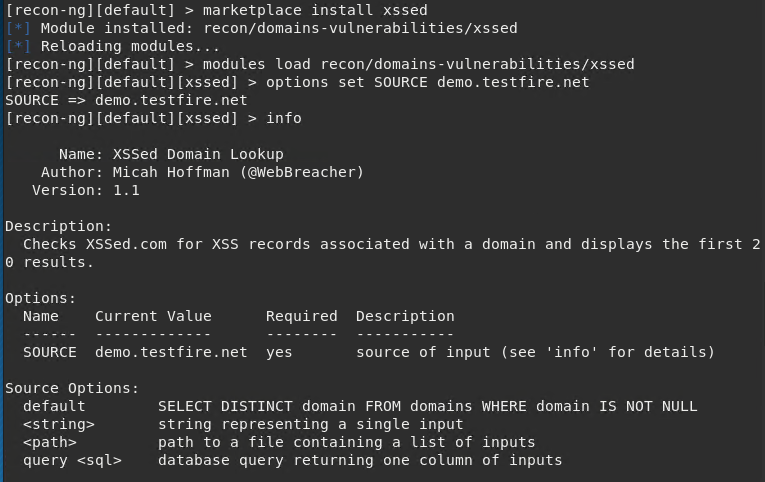 [recon-ng][default] > marketplace install xssed
[*] Module installed: recon/domains-vulnerabilities/xssed
[*] Reloading modules...
[recon-ng][default] > modules load recon/domains-vulnerabilities/xssed
[recon-ng][default][xssed] > options set SOURCE demo.testfire.net
SOURCE => demo.testfire.net
[recon-ng][default][xssed] > info

      Name: XSSed Domain Lookup
    Author: Micah Hoffman (@WebBreacher)
   Version: 1.1

Description:
  Checks XSSed.com for XSS records associated with a domain and displays the first 2
0 results.

Options:
  Name    Current Value      Required  Description
  ------  -------------      --------  -----------
  SOURCE  demo.testfire.net  yes       source of input (see 'info' for details)

Source Options:
  default        SELECT DISTINCT domain FROM domains WHERE domain IS NOT NULL
  <string>       string representing a single input
  <path>         path to a file containing a list of inputs
  query <sql>    database query returning one column of inputs